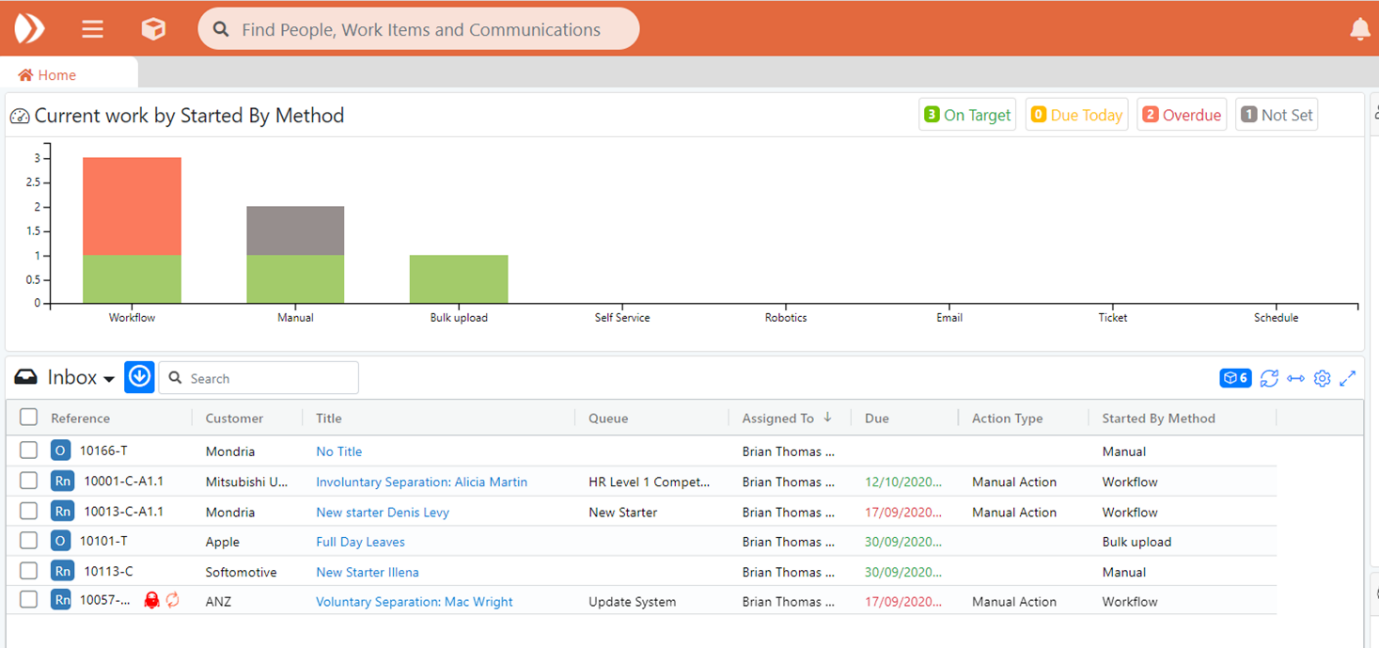 Find People, Work Items and Communications
Home
Current work by Started By Method
3 On Target
0 Due Today
2 Overdue
1 Not Set
3
2.5
2
1.5
1
0.5
0
Workflow Manual Bulk upload Self Service Robotics Email Ticket Schedule
Inbox
Search
6
Reference Customer Title Queue Assigned To Due Action Type Started By Method
O 10166-T Mondria No Title Brian Thomas ... Manual
Rn 10001-C-A1.1 Mitsubishi U... Involuntary Separation: Alicia Martin HR Level 1 Compet... Brian Thomas ... 12/10/2020... Manual Action Workflow
Rn 10013-C-A1.1 Mondria New starter Denis Levy New Starter Brian Thomas ... 17/09/2020... Manual Action Workflow
O 10101-T Apple Full Day Leaves Brian Thomas ... 30/09/2020... Bulk upload
Rn 10113-C Softomotive New Starter Illena Brian Thomas ... 30/09/2020... Manual
Rn 10057-... ANZ Voluntary Separation: Mac Wright Update System Brian Thomas ... 17/09/2020... Manual Action Workflow